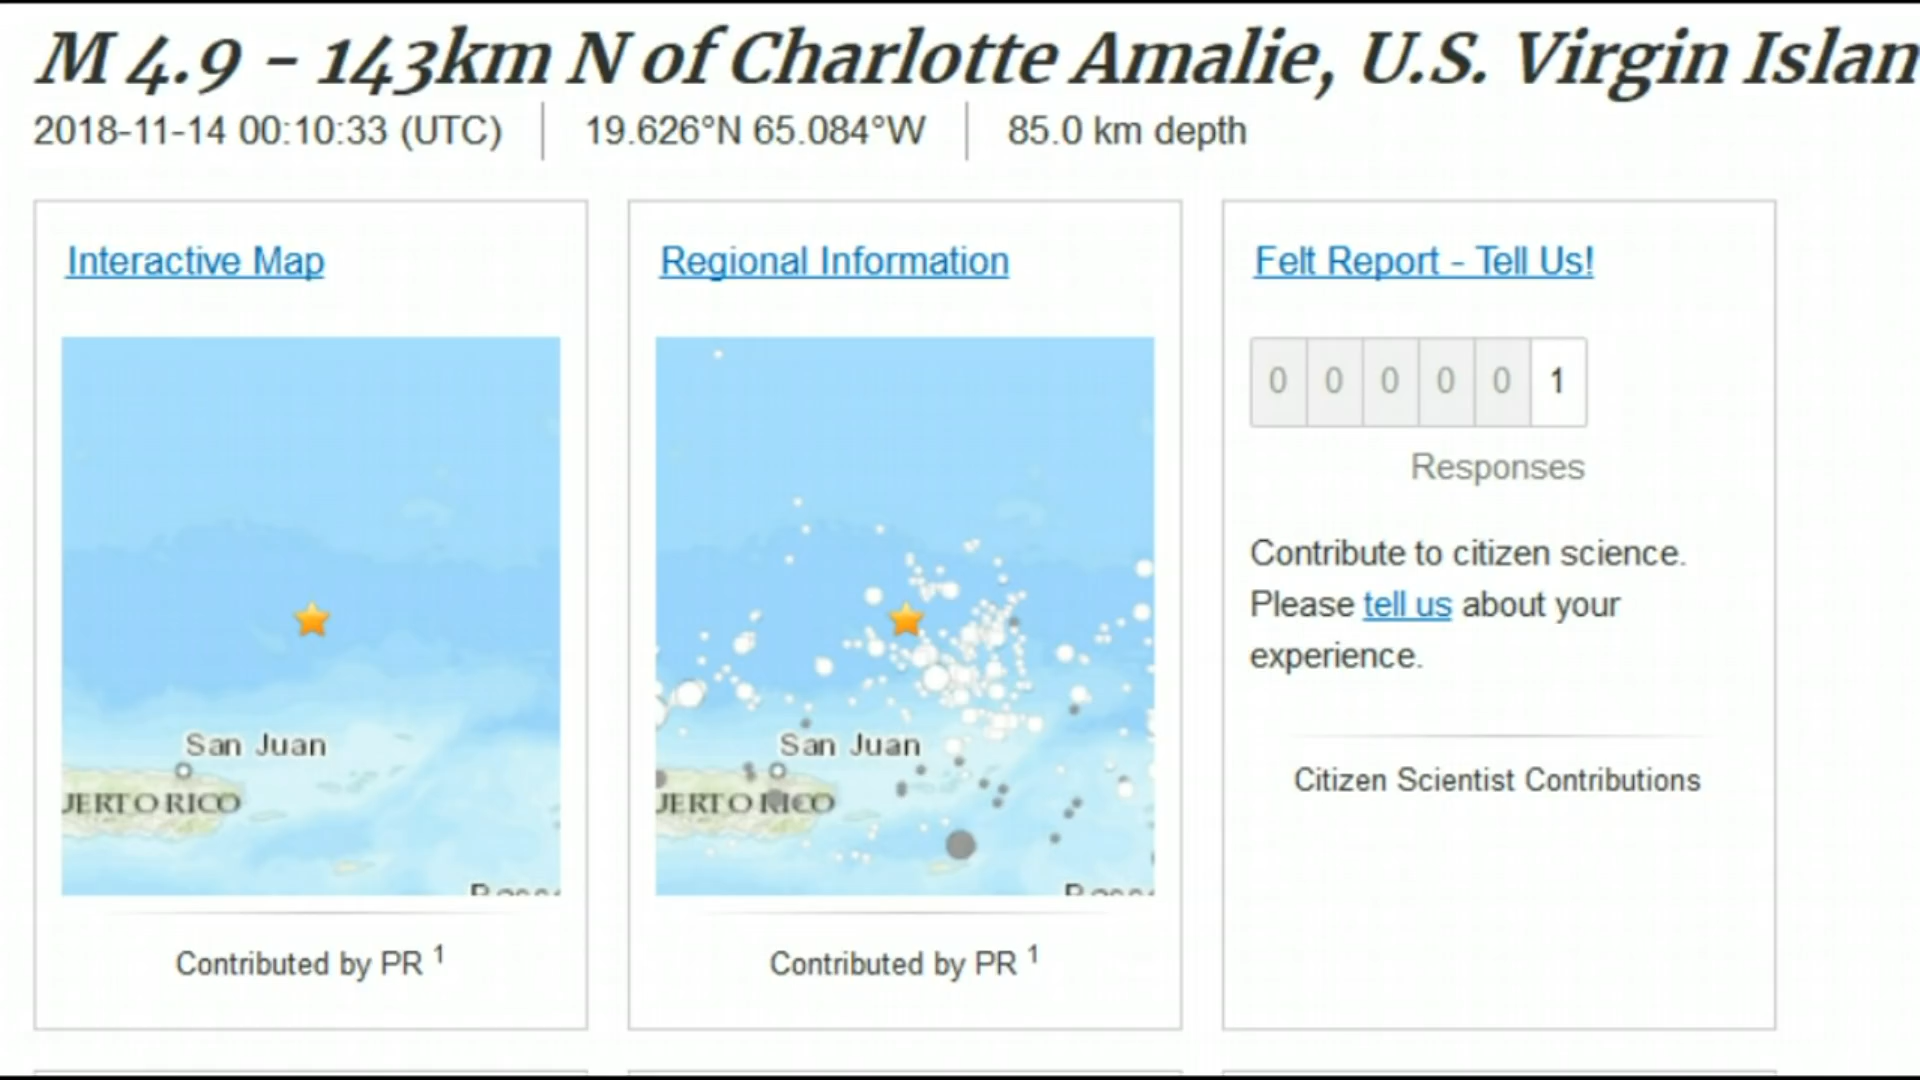 M 4.9 - 143km N of Charlotte Amalie, U.S. Virgin Islan
2018-11-14 00:10:33 (UTC) 19.626°N 65.084°W 85.0 km depth
Interactive Map
San Juan
UERTO RICO
Contributed by PR 1
Regional Information
San Juan
UERTO RICO
Contributed by PR 1
Felt Report - Tell Us!
0 0 0 0 0 1
Responses
Contribute to citizen science.
Please tell us about your
experience.
Citizen Scientist Contributions